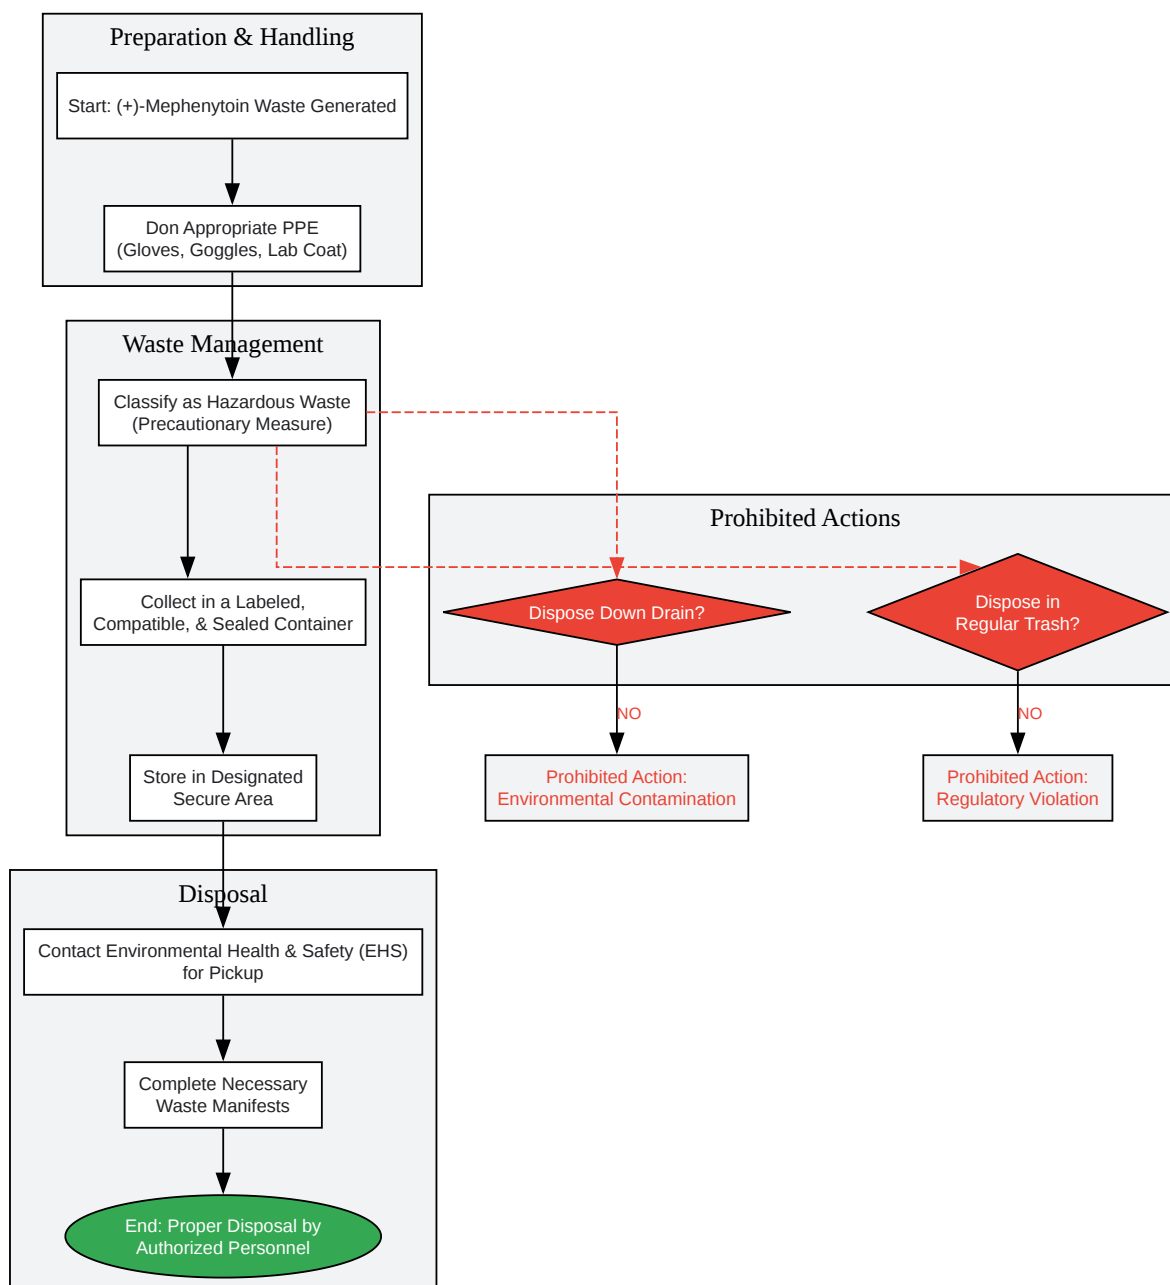 Preparation & Handling
Start: (+)-Mephenytoin Waste Generated
Don Appropriate PPE
(Gloves, Goggles, Lab Coat)
Waste Management
Classify as Hazardous Waste
(Precautionary Measure)
Collect in a Labeled,
Compatible, & Sealed Container
Store in Designated
Secure Area
Prohibited Actions
Dispose Down Drain?
Dispose in
Regular Trash?
NO
NO
Prohibited Action:
Environmental Contamination
Prohibited Action:
Regulatory Violation
Disposal
Contact Environmental Health & Safety (EHS)
for Pickup
Complete Necessary
Waste Manifests
End: Proper Disposal by
Authorized Personnel